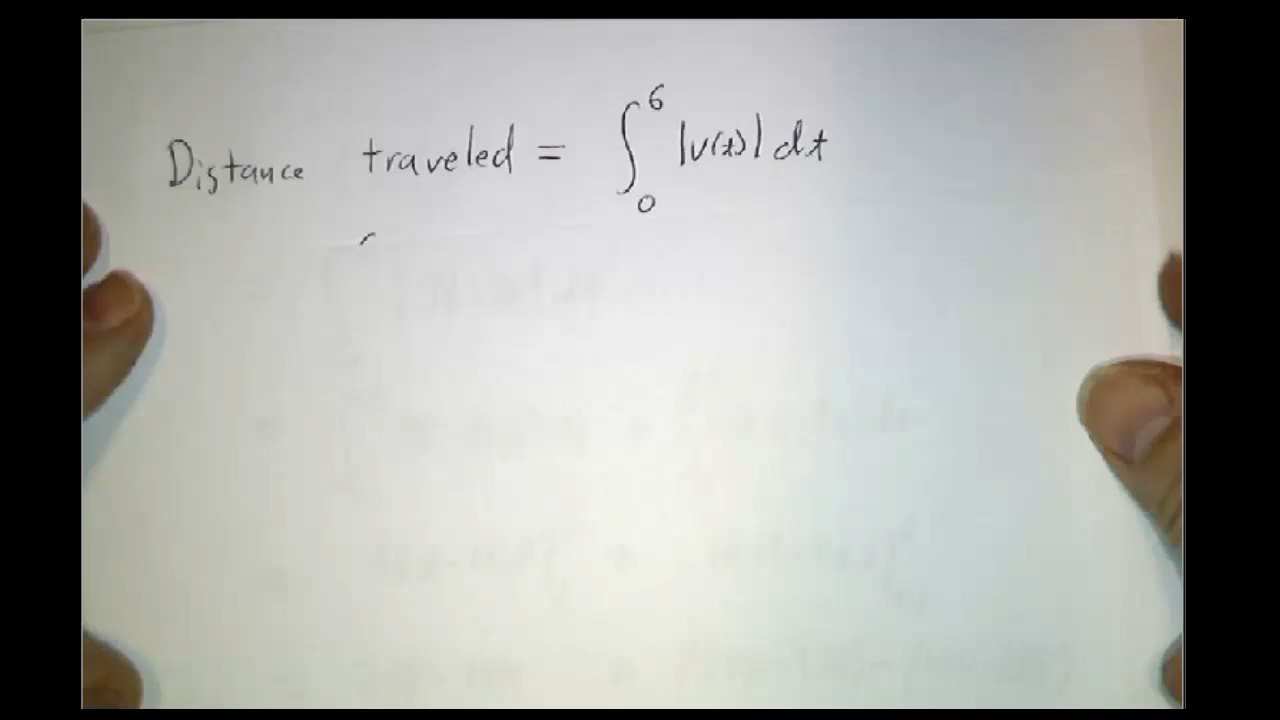 Distance traveled = ∫₀⁶ |v(t)| dt